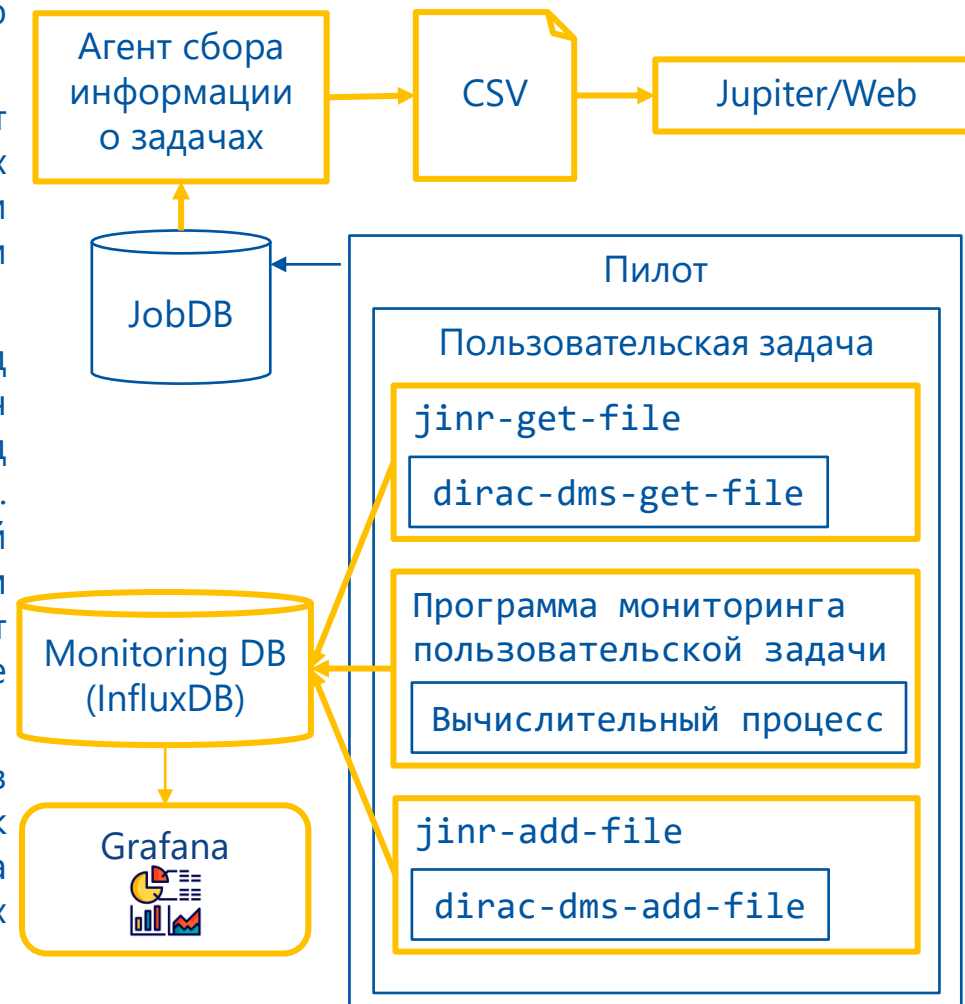 Агент сбора
информации
о задачах
CSV
Jupiter/Web
JobDB
Пилот
Пользовательская задача
jinr-get-file
dirac-dms-get-file
Программа мониторинга
пользовательской задачи
Вычислительный процесс
jinr-add-file
dirac-dms-add-file
Monitoring DB
(InfluxDB)
Grafana